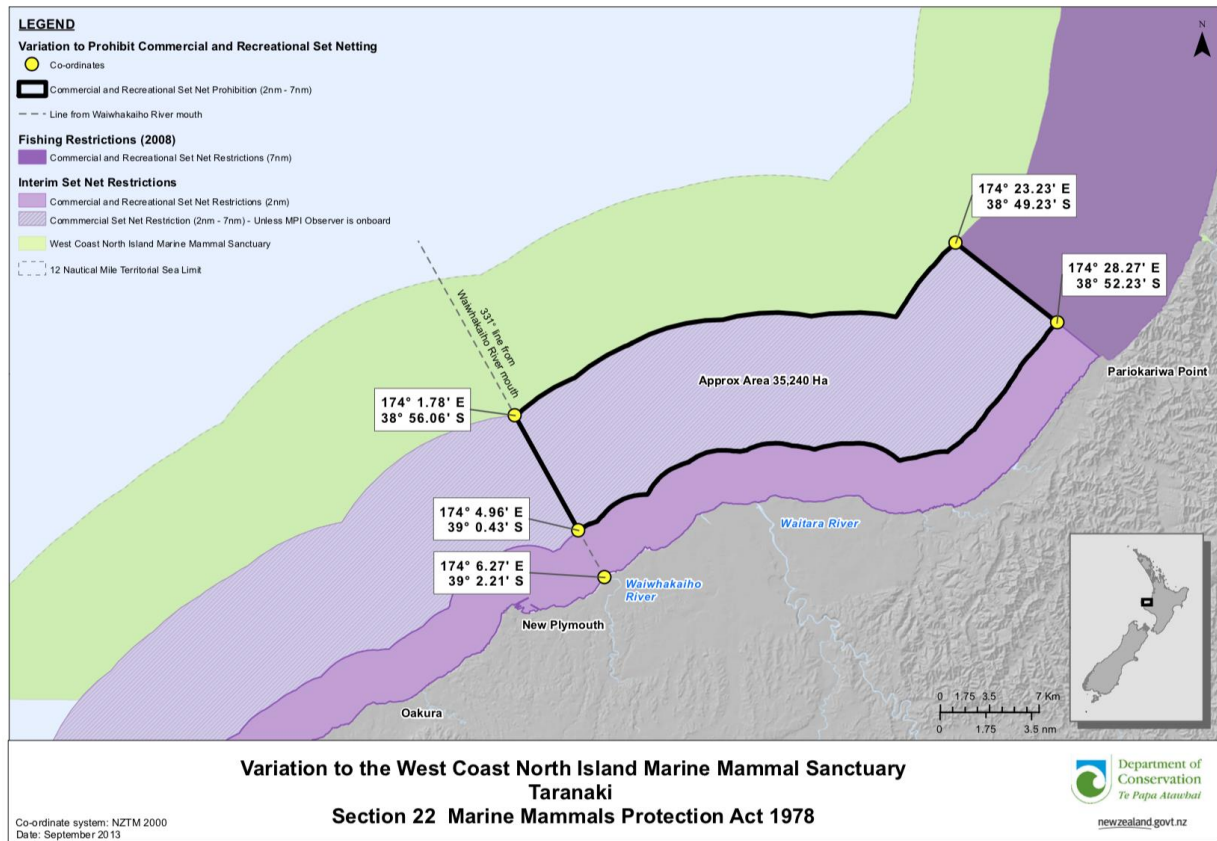 LEGEND
Variation to Prohibit Commercial and Recreational Set Netting
Co-ordinates
Commercial and Recreational Set Net Prohibition (2nm - 7nm)
Line from Waiwhakaiho River mouth
Fishing Restrictions (2008)
Commercial and Recreational Set Net Restrictions (7nm)
Interim Set Net Restrictions
Commercial and Recreational Set Net Restrictions (2nm)
Commmercial Set Net Restriction (2nm - 7nm) - Unless MPI Observer is onboard
West Coast North Island Marine Mammal Sanctuary
12 Nautical Mile Territorial Sea Limit
N
174° 23.23' E
38° 49.23' S
174° 28.27' E
38° 52.23' S
331° line from
Waiwhakaiho River mouth
Pariokariwa Point
Approx Area 35,240 Ha
174° 1.78' E
38° 56.06' S
174° 4.96' E
39° 0.43' S
Waitara River
174° 6.27' E
39° 2.21' S
Waiwhakaiho
River
New Plymouth
Oakura
0 1.75 3.5 7 Km
0 1.75 3.5 nm
Variation to the West Coast North Island Marine Mammal Sanctuary
Taranaki
Section 22 Marine Mammals Protection Act 1978
Co-ordinate system: NZTM 2000
Date: September 2013
Department of
Conservation
Te Papa Atawhai
newzealand.govt.nz